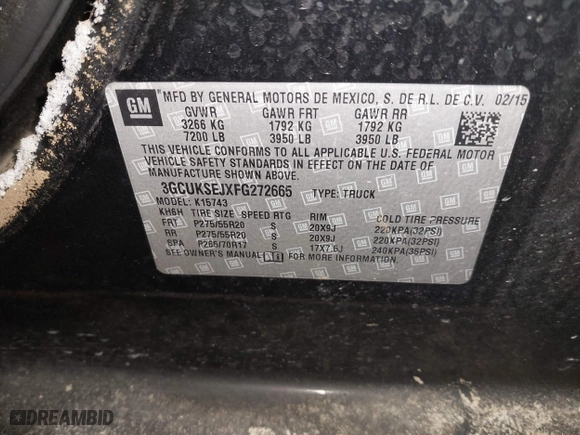 GM MFD BY GENERAL MOTORS DE MEXICO, S. DE R.L. DE C.V. 02/15
GVWR GAWR FRT GAWR RR
3266 KG 1792 KG 1792 KG
7200 LB 3950 LB 3950 LB
THIS VEHICLE CONFORMS TO ALL APPLICABLE U.S. FEDERAL MOTOR
VEHICLE SAFETY STANDARDS IN EFFECT ON THE DATE OF
MANUFACTURE SHOWN ABOVE.
3GCUKSEJXFG272665 TYPE: TRUCK
MODEL: K15743
KH6H TIRE SIZE SPEED RTG RIM COLD TIRE PRESSURE
FRT P275/55R20 S 20X9J 220KPA(32PSI)
RR P275/55R20 S 20X9J 220KPA(32PSI)
SPA P265/70R17 S 17X7.5J 240KPA(35PSI)
SEE OWNER'S MANUAL FOR MORE INFORMATION.
DREAMBID